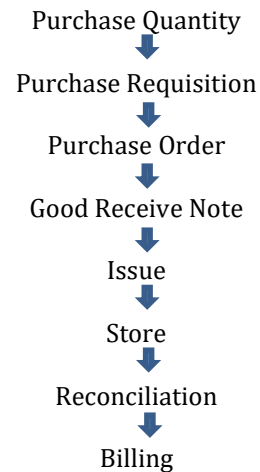 Purchase Quantity
Purchase Requisition
Purchase Order
Good Receive Note
Issue
Store
Reconciliation
Billing